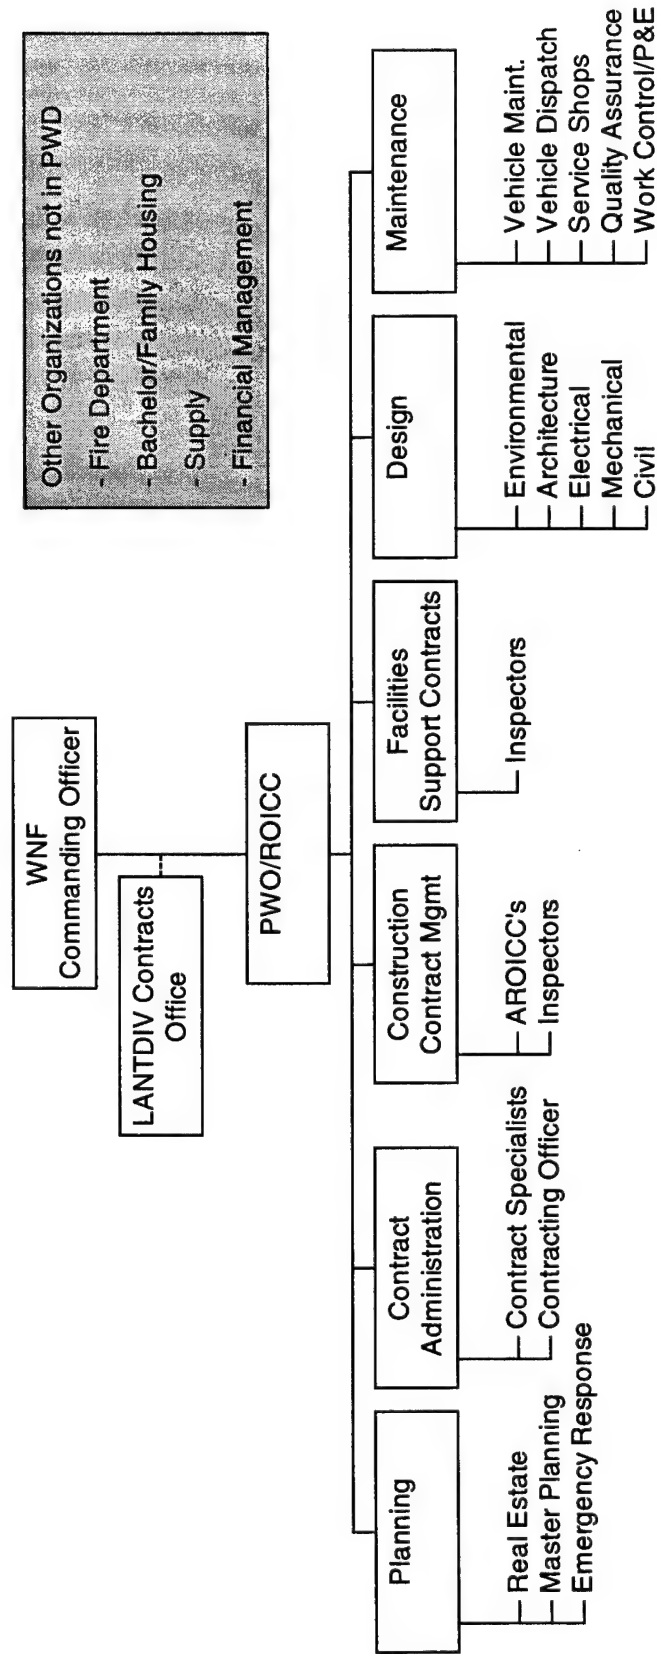 WNF
Commanding Officer
LANTDIV Contracts
Office
PWO/ROICC
Other Organizations not in PWD
- Fire Department
- Bachelor/Family Housing
- Supply
- Financial Management
Planning
Real Estate
Master Planning
Emergency Response
Contract
Administration
Contract Specialists
Contracting Officer
Construction
Contract Mgmt
AROICC's
Inspectors
Facilities
Support Contracts
Inspectors
Design
Environmental
Architecture
Electrical
Mechanical
Civil
Maintenance
Vehicle Maint.
Vehicle Dispatch
Service Shops
Quality Assurance
Work Control/P&E